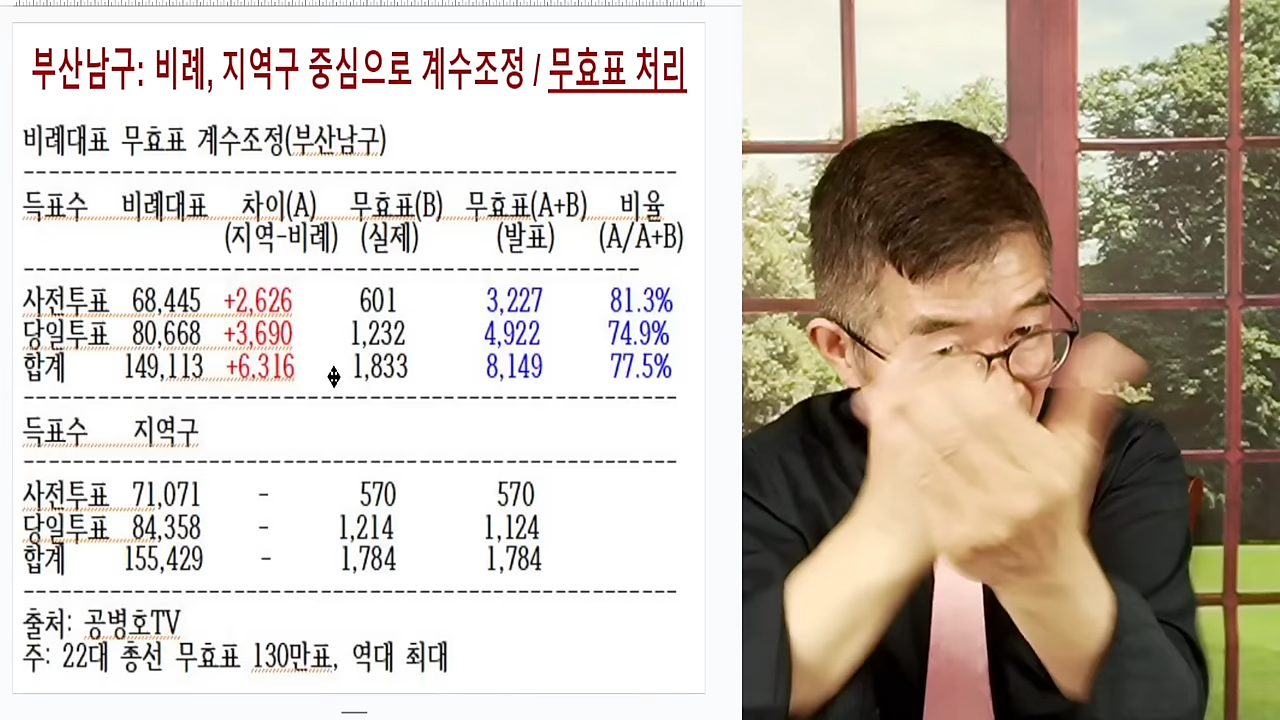 부산남구: 비례, 지역구 중심으로 계수조정 / 무효표 처리
비례대표 무효표 계수조정(부산남구)
득표수 비례대표 차이(A) 무효표(B) 무효표(A+B) 비율
(지역-비례) (실제) (발표) (A/A+B)
사전투표 68,445 +2,626 601 3,227 81.3%
당일투표 80,668 +3,690 1,232 4,922 74.9%
합계 149,113 +6,316 1,833 8,149 77.5%
득표수 지역구
사전투표 71,071 - 570 570
당일투표 84,358 - 1,214 1,124
합계 155,429 - 1,784 1,784
출처: 공병호TV
주: 22대 총선 무효표 130만표, 역대 최대